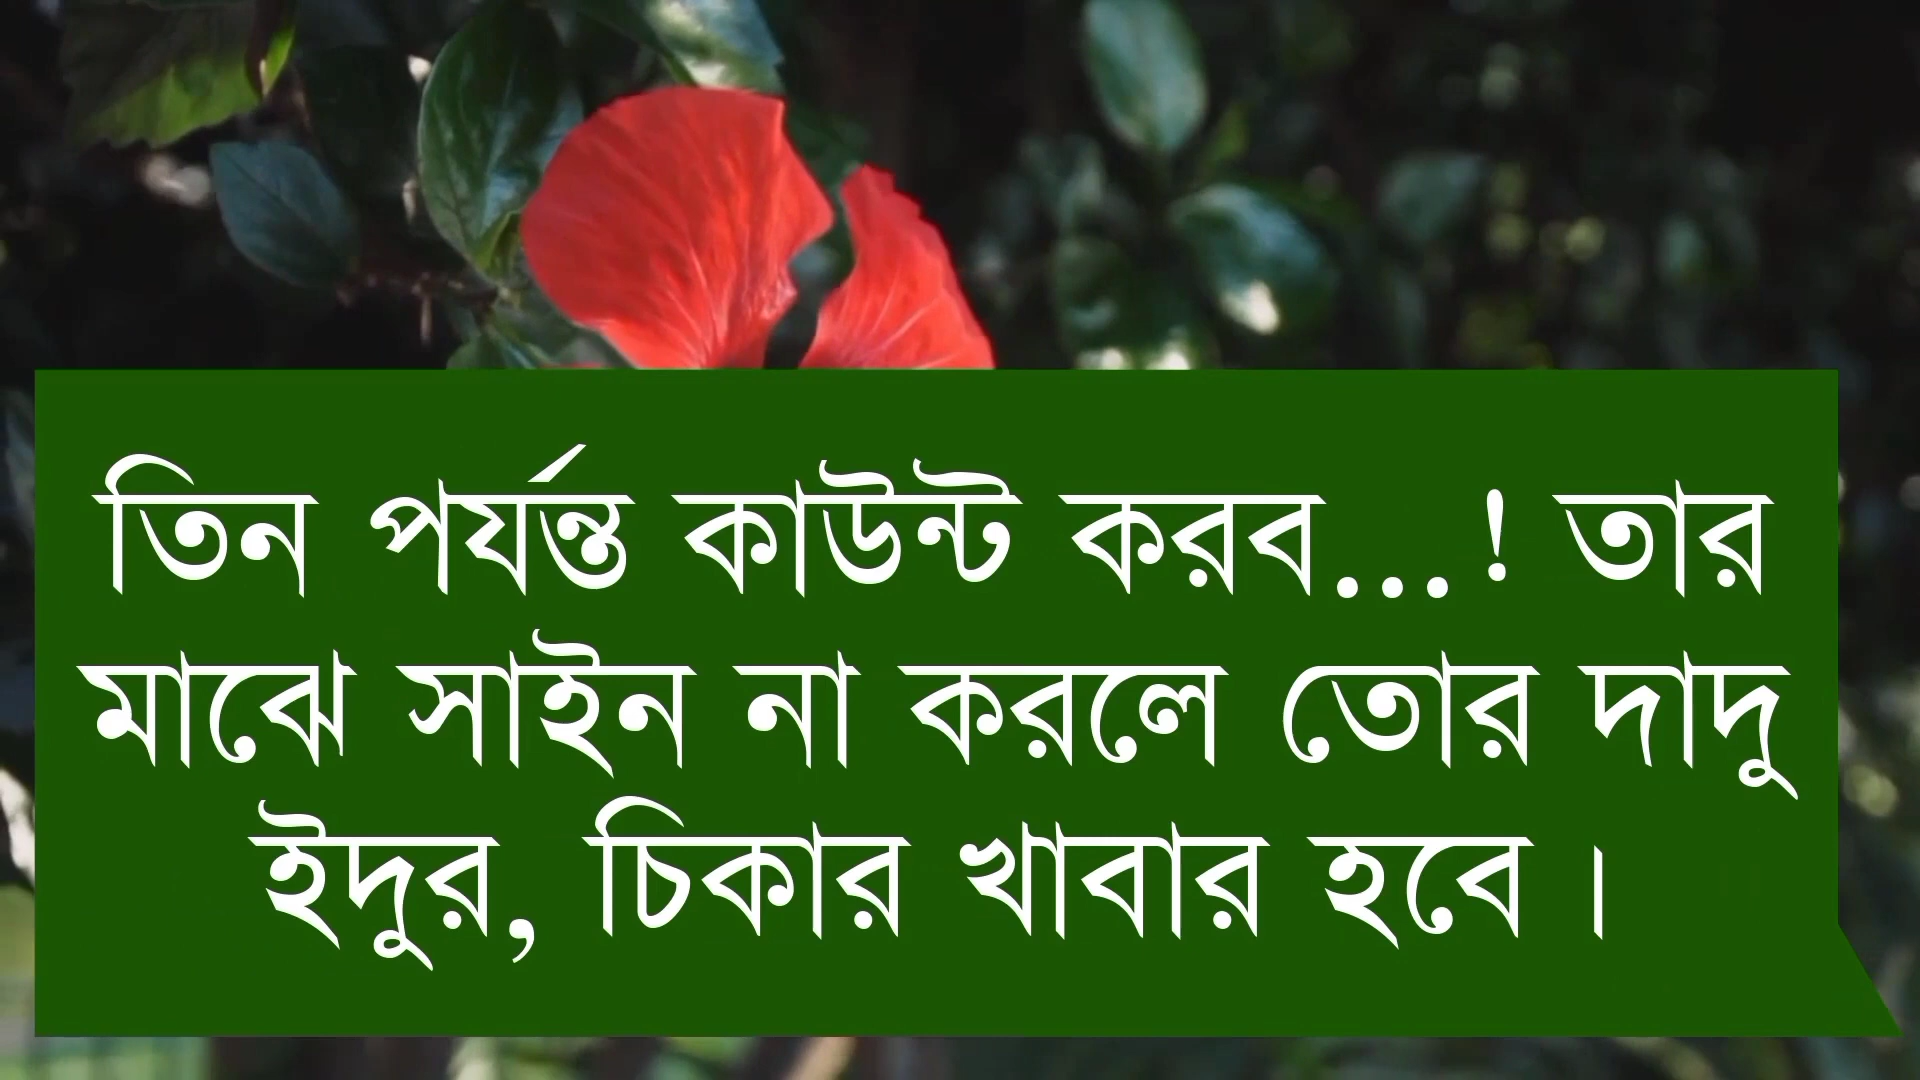 তিন পর্যন্ত কাউন্ট করব...! তার
মাঝে সাইন না করলে তোর দাদু
ইদুর, চিকার খাবার হবে।